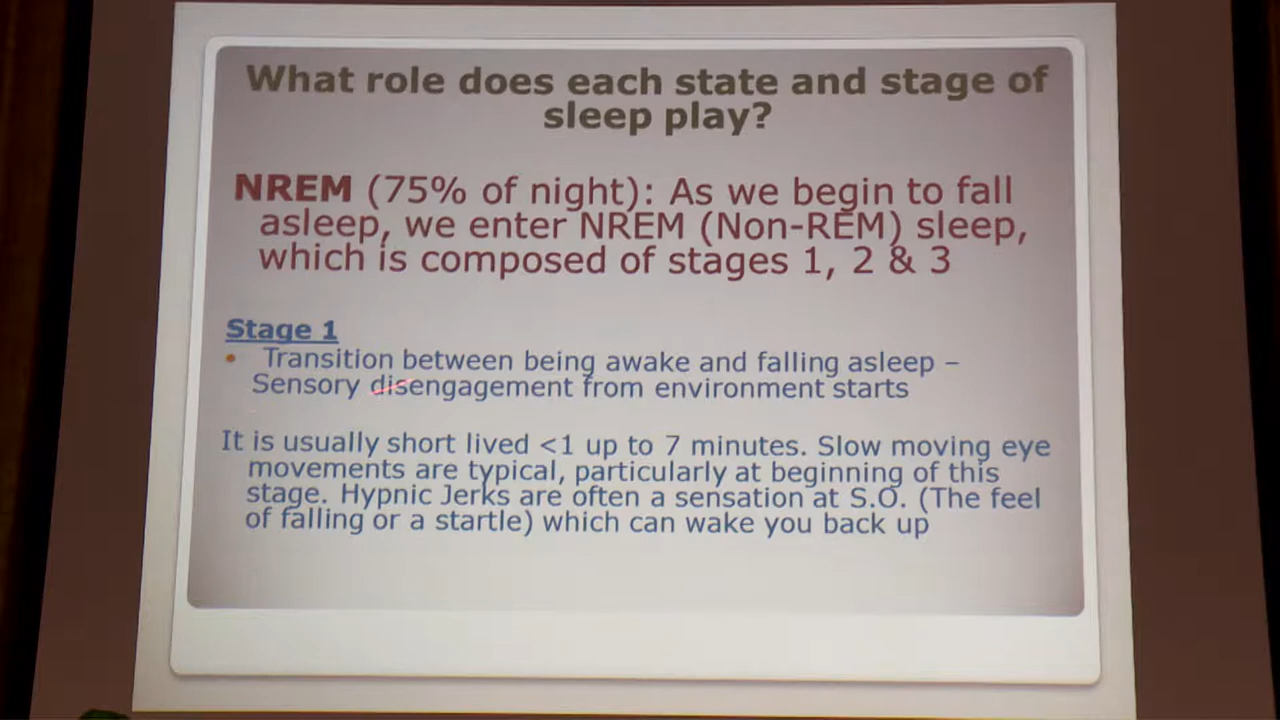 What role does each state and stage of
sleep play?
NREM (75% of night): As we begin to fall
asleep, we enter NREM (Non-REM) sleep,
which is composed of stages 1, 2 & 3
Stage 1
• Transition between being awake and falling asleep –
Sensory disengagement from environment starts
It is usually short lived <1 up to 7 minutes. Slow moving eye
movements are typical, particularly at beginning of this
stage. Hypnic Jerks are often a sensation at S.O. (The feel
of falling or a startle) which can wake you back up